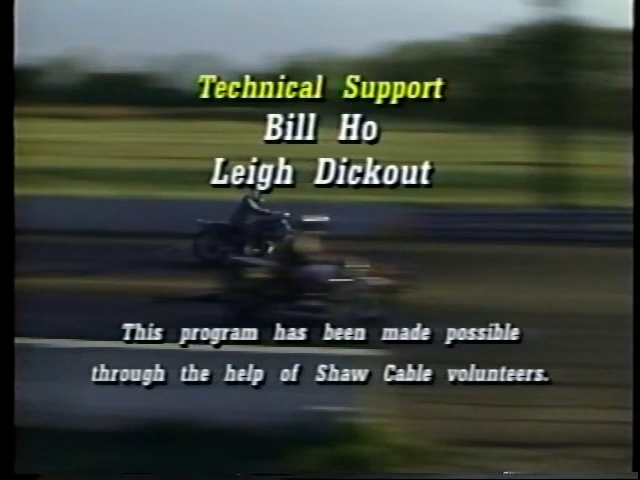 Technical Support
Bill Ho
Leigh Dickout
This program has been made possible
through the help of Shaw Cable volunteers.